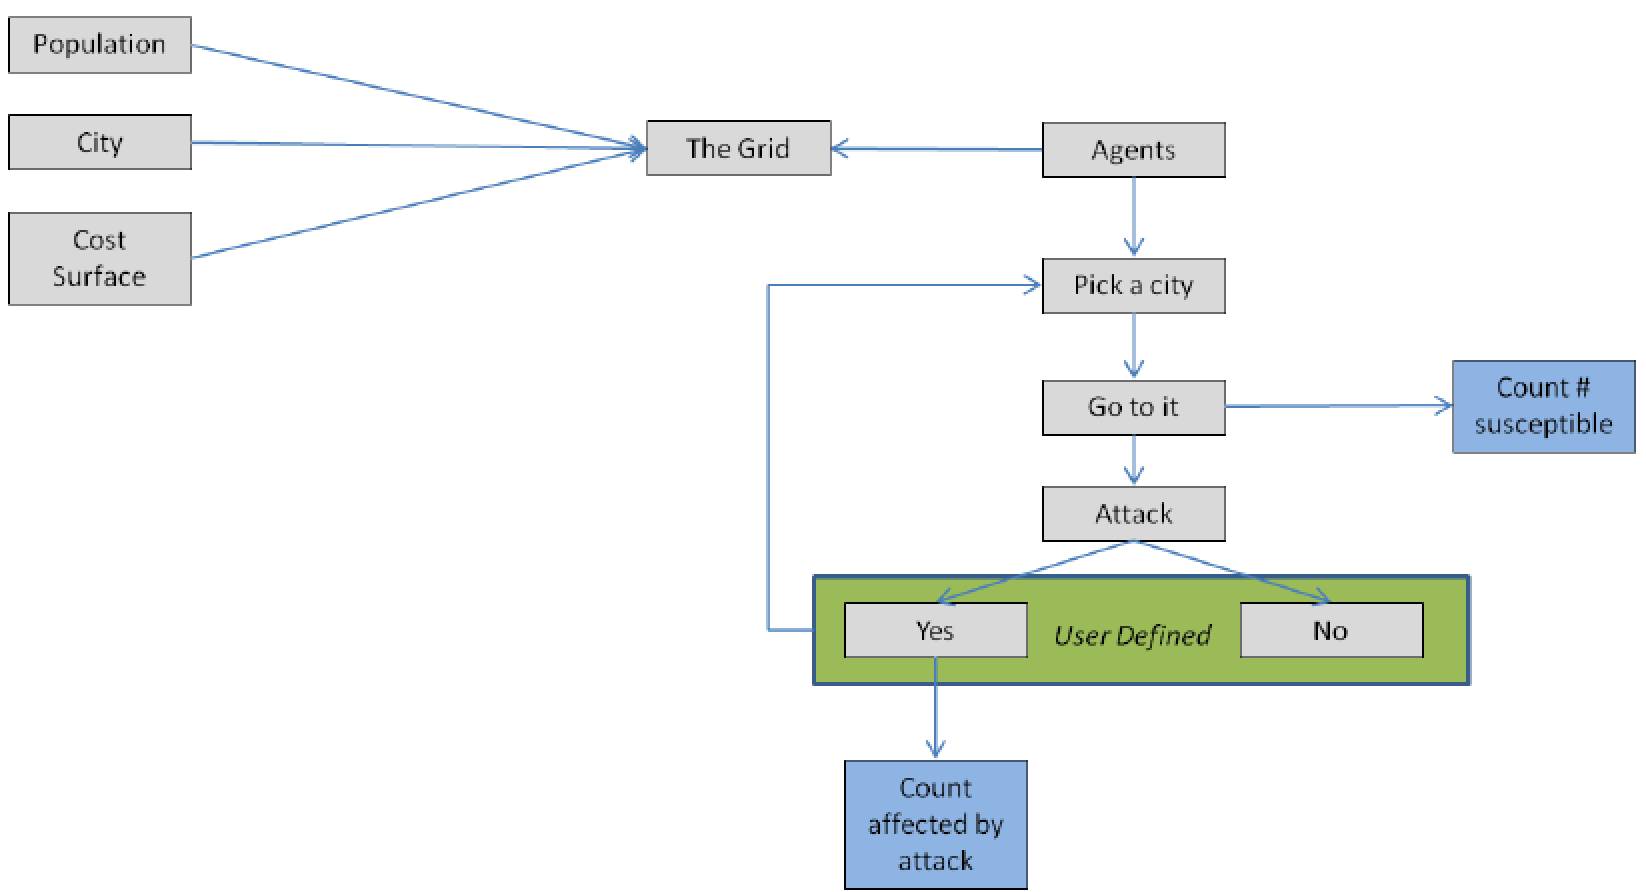 Population
City
Cost
Surface
The Grid
Agents
Pick a city
Go to it
Count #
susceptible
Attack
Yes
User Defined
No
Count
affected by
attack